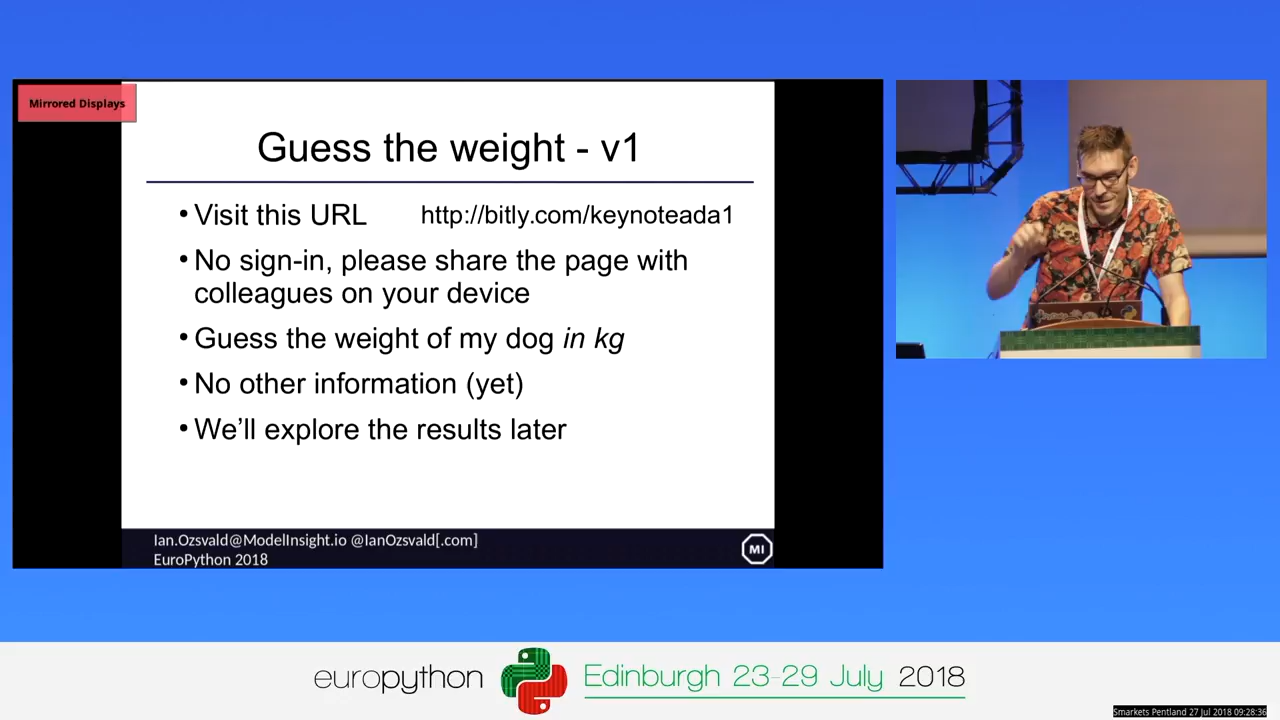 Mirrored Displays
Guess the weight - v1
• Visit this URL http://bitly.com/keynoteada1
• No sign-in, please share the page with
colleagues on your device
• Guess the weight of my dog in kg
• No other information (yet)
• We’ll explore the results later
Ian.Ozsvald@ModelInsight.io @IanOzsvald[.com]
EuroPython 2018
MI
europython Edinburgh 23-29 July 2018
Smarkets Pentland 27 Jul 2018 09:28:36